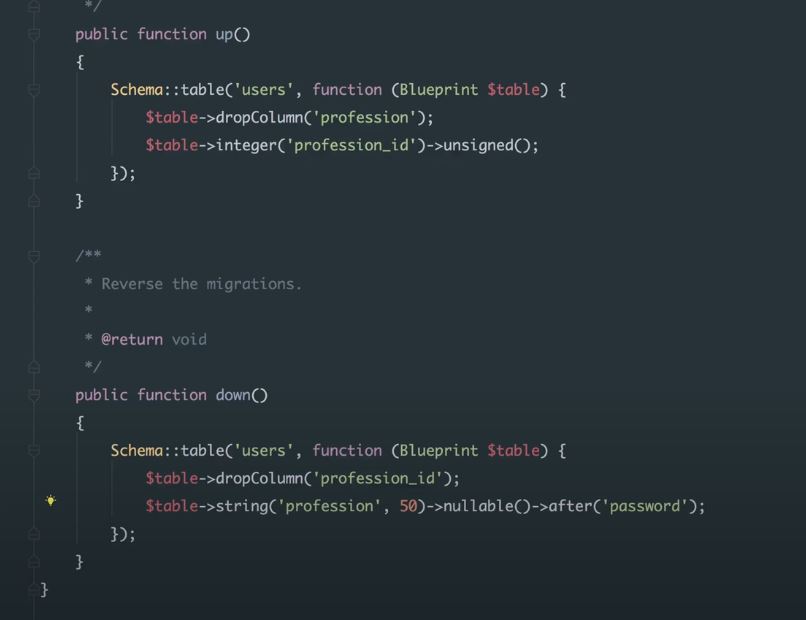 */
public function up()
{
Schema::table('users', function (Blueprint $table) {
$table->dropColumn('profession');
$table->integer('profession_id')->unsigned();
});
}
/**
* Reverse the migrations.
*
* @return void
*/
public function down()
{
Schema::table('users', function (Blueprint $table) {
$table->dropColumn('profession_id');
$table->string('profession', 50)->nullable()->after('password');
});
}
}